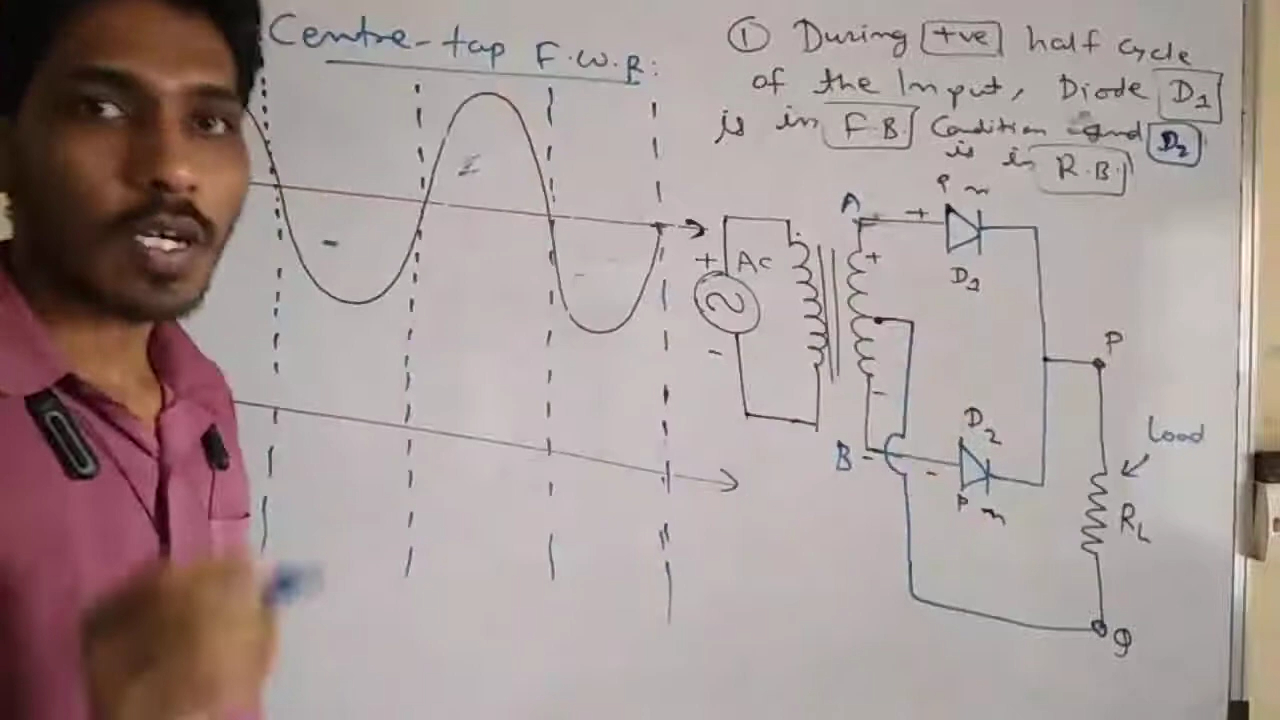 Centre-tap F.W.R:
① During +ve half cycle
of the Input, Diode D1
is in F.B. Condition and D2
is in R.B.
P n
A + D1
+
+ AC
-
P
-
D2
Load
B - -
P n
RL
Q
-